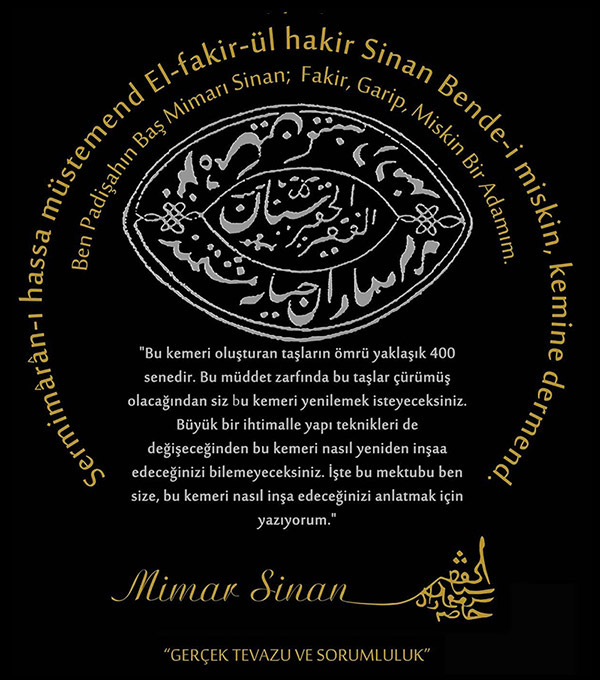 Sermimârân-ı hassa müstemend El-fakir-ül hakir Sinan Bende-i miskin, kemine dermend.
Ben Padişahın Baş Mimarı Sinan; Fakir, Garip, Miskin Bir Adamım.
الفقير الحقير سنان
"Bu kemeri oluşturan taşların ömrü yaklaşık 400
senedir. Bu müddet zarfında bu taşlar çürümüş
olacağından siz bu kemeri yenilemek isteyeceksiniz.
Büyük bir ihtimalle yapı teknikleri de
değişeceğinden bu kemeri nasıl yeniden inşaa
edeceğinizi bilemeyeceksiniz. İşte bu mektubu ben
size, bu kemeri nasıl inşa edeceğinizi anlatmak için
yazıyorum."
Mimar Sinan
“GERÇEK TEVAZU VE SORUMLULUK”